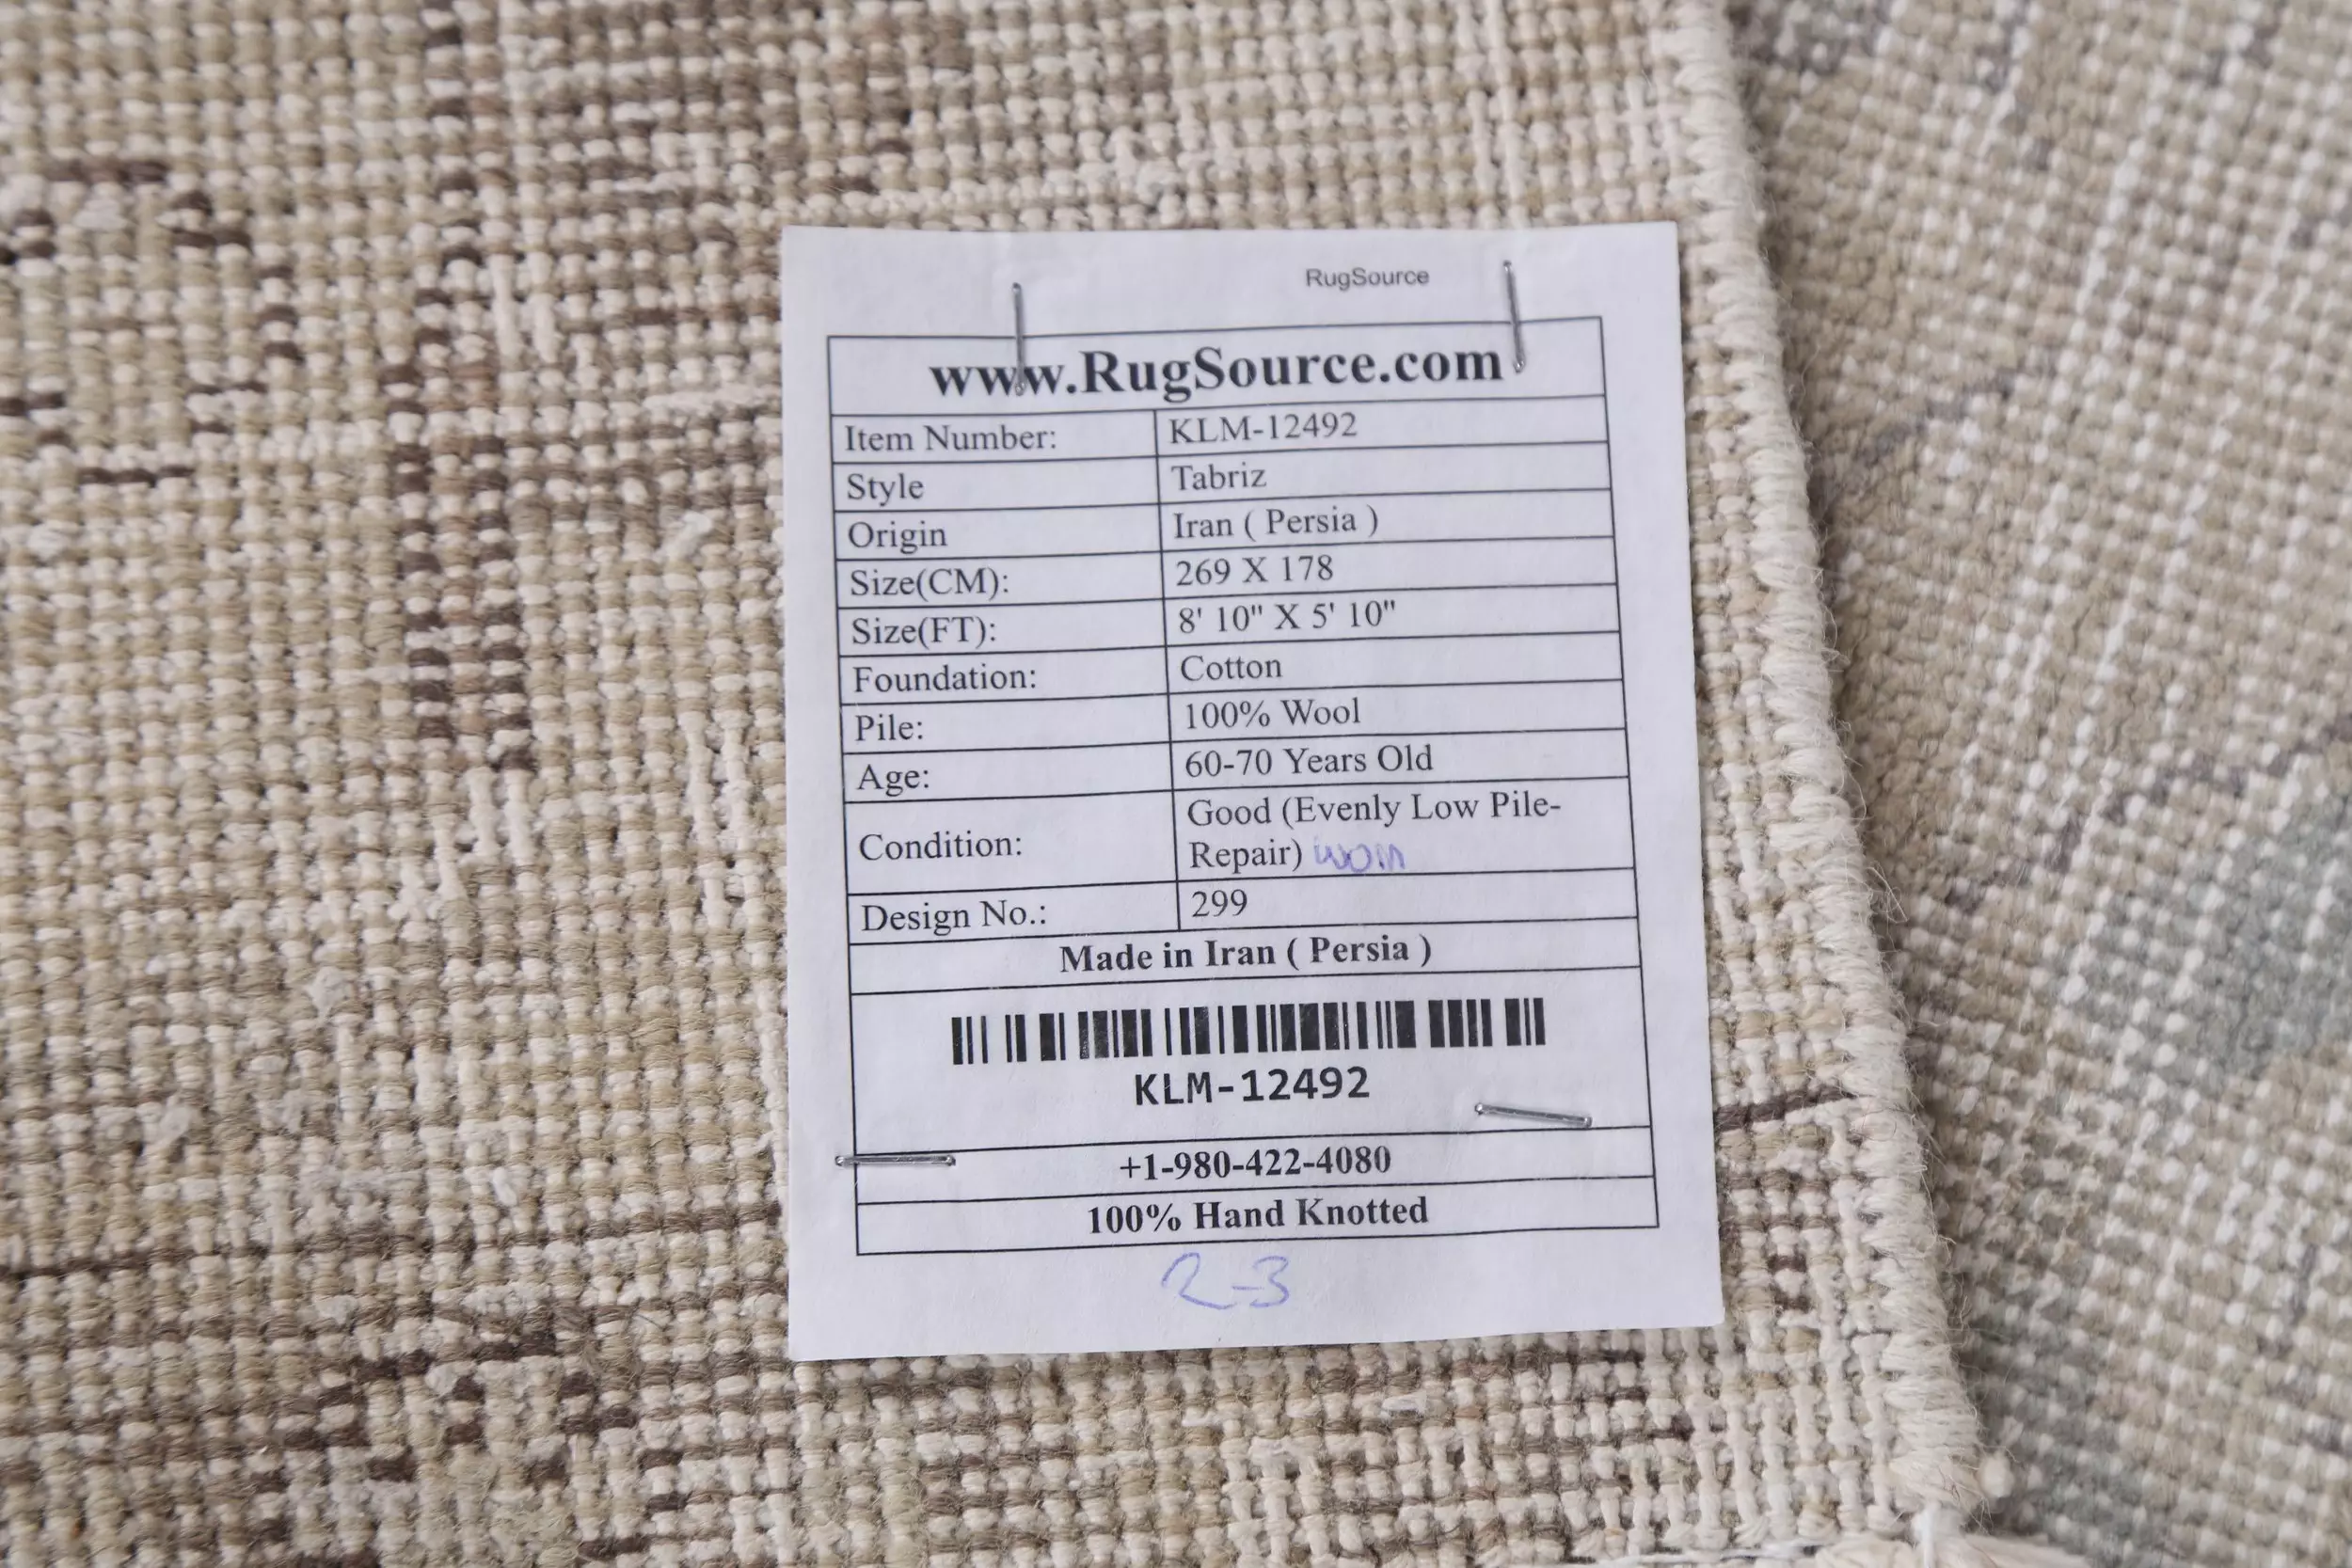 RugSource
www.RugSource.com
Item Number: KLM-12492
Style Tabriz
Origin Iran ( Persia )
Size(CM): 269 X 178
Size(FT): 8' 10" X 5' 10"
Foundation: Cotton
Pile: 100% Wool
Age: 60-70 Years Old
Condition: Good (Evenly Low Pile-
Repair) worn
Design No.: 299
Made in Iran ( Persia )
KLM-12492
+1-980-422-4080
100% Hand Knotted
2-3